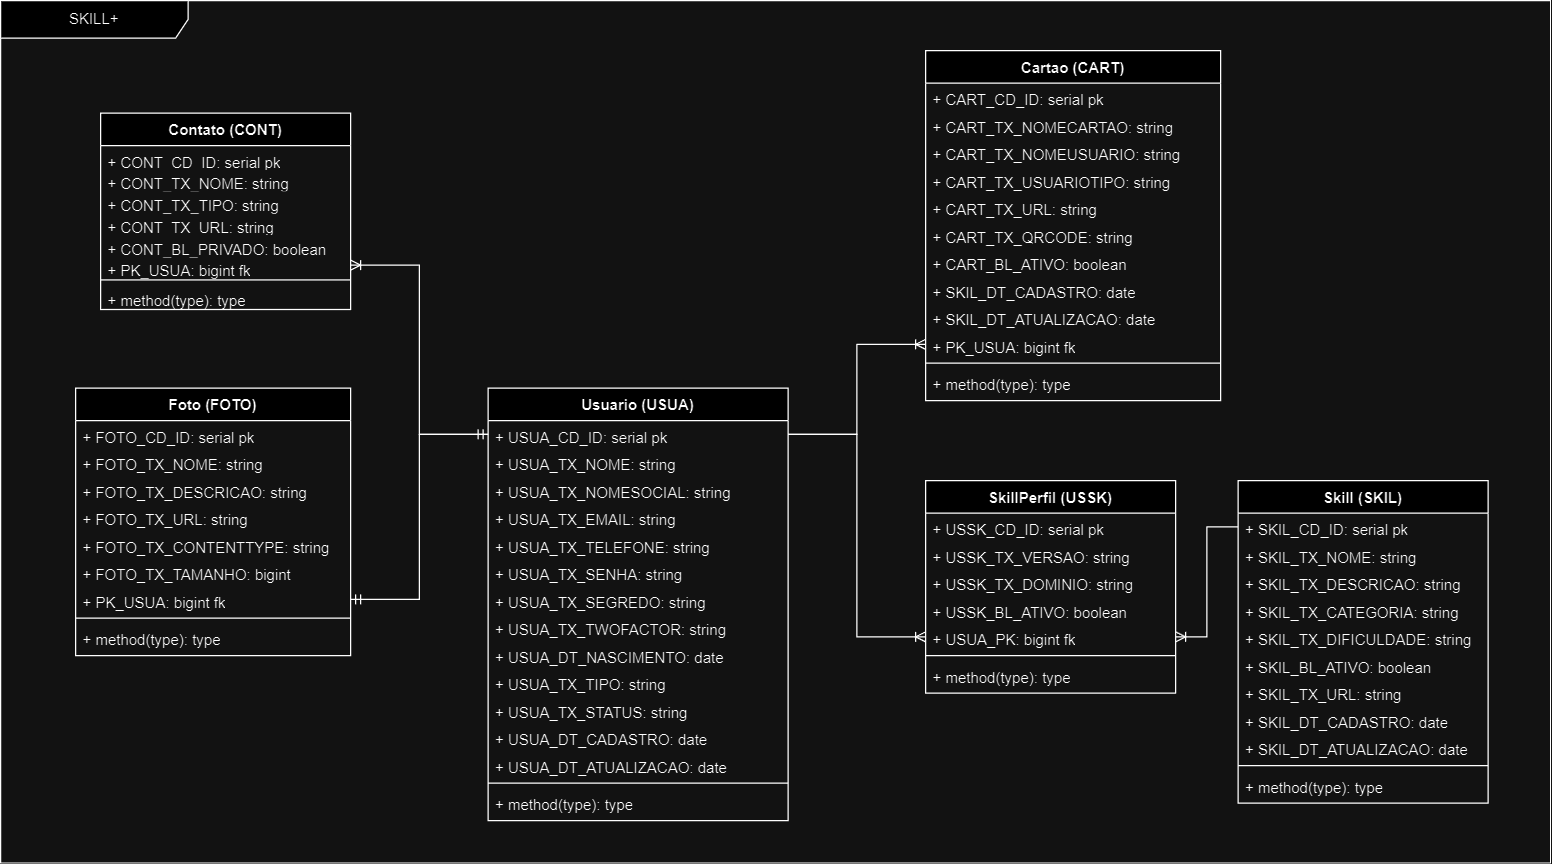 SKILL+
Contato (CONT)
+ CONT_CD_ID: serial pk
+ CONT_TX_NOME: string
+ CONT_TX_TIPO: string
+ CONT_TX_URL: string
+ CONT_BL_PRIVADO: boolean
+ PK_USUA: bigint fk
+ method(type): type
Foto (FOTO)
+ FOTO_CD_ID: serial pk
+ FOTO_TX_NOME: string
+ FOTO_TX_DESCRICAO: string
+ FOTO_TX_URL: string
+ FOTO_TX_CONTENTTYPE: string
+ FOTO_TX_TAMANHO: bigint
+ PK_USUA: bigint fk
+ method(type): type
Usuario (USUA)
+ USUA_CD_ID: serial pk
+ USUA_TX_NOME: string
+ USUA_TX_NOMESOCIAL: string
+ USUA_TX_EMAIL: string
+ USUA_TX_TELEFONE: string
+ USUA_TX_SENHA: string
+ USUA_TX_SEGREDO: string
+ USUA_TX_TWOFACTOR: string
+ USUA_DT_NASCIMENTO: date
+ USUA_TX_TIPO: string
+ USUA_TX_STATUS: string
+ USUA_DT_CADASTRO: date
+ USUA_DT_ATUALIZACAO: date
+ method(type): type
Cartao (CART)
+ CART_CD_ID: serial pk
+ CART_TX_NOMECARTAO: string
+ CART_TX_NOMEUSUARIO: string
+ CART_TX_USUARIOTIPO: string
+ CART_TX_URL: string
+ CART_TX_QRCODE: string
+ CART_BL_ATIVO: boolean
+ SKIL_DT_CADASTRO: date
+ SKIL_DT_ATUALIZACAO: date
+ PK_USUA: bigint fk
+ method(type): type
SkillPerfil (USSK)
+ USSK_CD_ID: serial pk
+ USSK_TX_VERSAO: string
+ USSK_TX_DOMINIO: string
+ USSK_BL_ATIVO: boolean
+ USUA_PK: bigint fk
+ method(type): type
Skill (SKIL)
+ SKIL_CD_ID: serial pk
+ SKIL_TX_NOME: string
+ SKIL_TX_DESCRICAO: string
+ SKIL_TX_CATEGORIA: string
+ SKIL_TX_DIFICULDADE: string
+ SKIL_BL_ATIVO: boolean
+ SKIL_TX_URL: string
+ SKIL_DT_CADASTRO: date
+ SKIL_DT_ATUALIZACAO: date
+ method(type): type